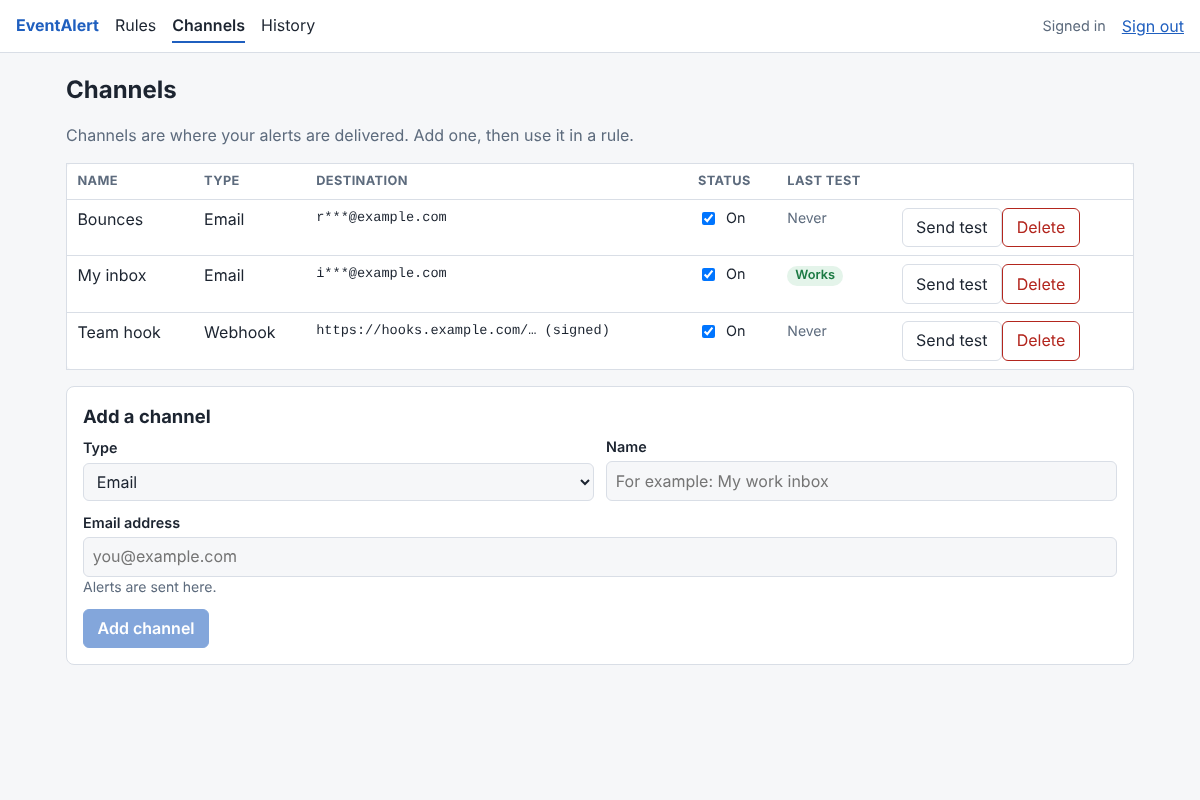 EventAlert Rules Channels History Signed in Sign out
Channels
Channels are where your alerts are delivered. Add one, then use it in a rule.
NAME TYPE DESTINATION STATUS LAST TEST
Bounces Email r***@example.com On Never Send test Delete
My inbox Email i***@example.com On Works Send test Delete
Team hook Webhook https://hooks.example.com/… (signed) On Never Send test Delete
Add a channel
Type Name
Email For example: My work inbox
Email address
you@example.com
Alerts are sent here.
Add channel